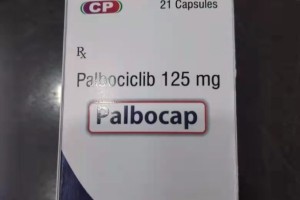 CP
21 Capsules
Rx
Palbociclib 125 mg
Palbocap